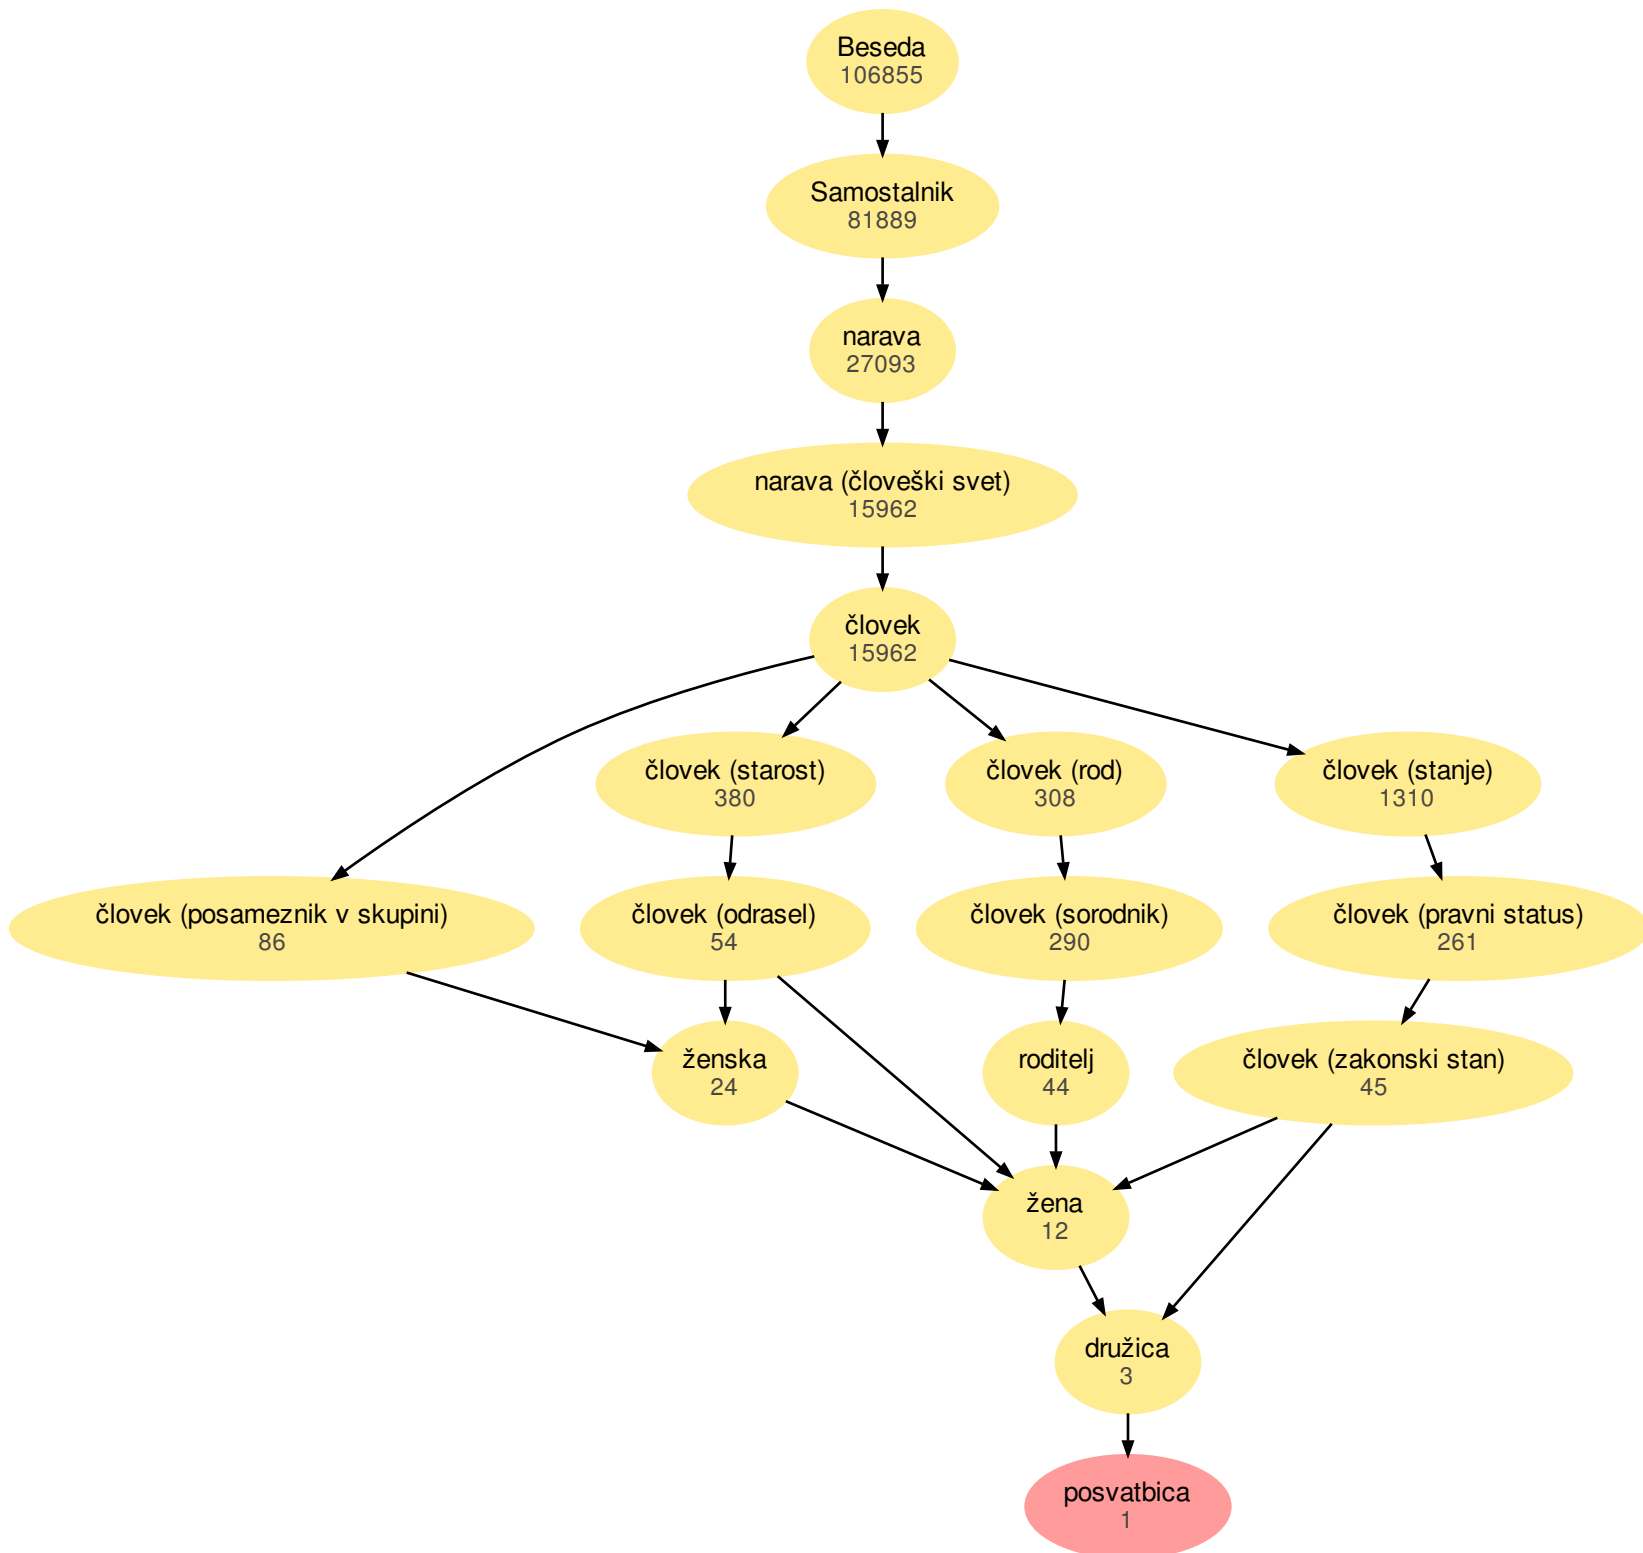 Beseda
106855
Samostalnik
81889
narava
27093
narava (človeški svet)
15962
človek
15962
človek (starost)
380
človek (rod)
308
človek (stanje)
1310
človek (posameznik v skupini)
86
človek (odrasel)
54
človek (sorodnik)
290
človek (pravni status)
261
ženska
24
roditelj
44
človek (zakonski stan)
45
žena
12
družica
3
posvatbica
1